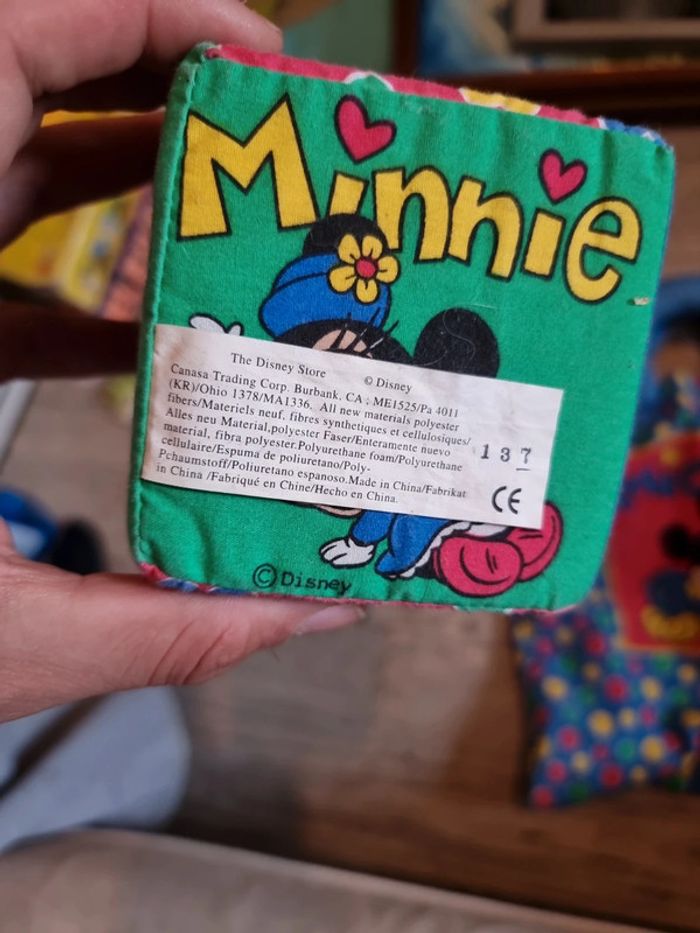 Minnie
The Disney Store © Disney
Canasa Trading Corp. Burbank, CA ; ME1525/Pa 4011
(KR)/Ohio 1378/MA1336. All new materials polyester
fibers/Materiels neuf, fibres synthetiques et cellulosiques/
Alles neu Material,polyester Faser/Enteramente nuevo
material, fibra polyester.Polyurethane foam/Polyurethane
cellulaire/Espuma de poliuretano/Poly-
Pchaumstoff/Poliuretano espanoso.Made in China/Fabrikat
in China /Fabriqué en Chine/Hecho en China.
137
CE
© Disney